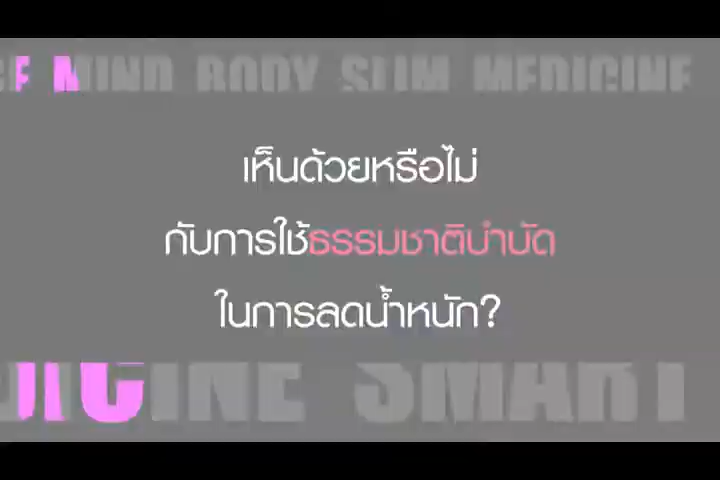 MIND BODY SLIM MEDICINE
เห็นด้วยหรือไม่
กับการใช้ธรรมชาติบำบัด
ในการลดน้ำหนัก?
DICINE SMART